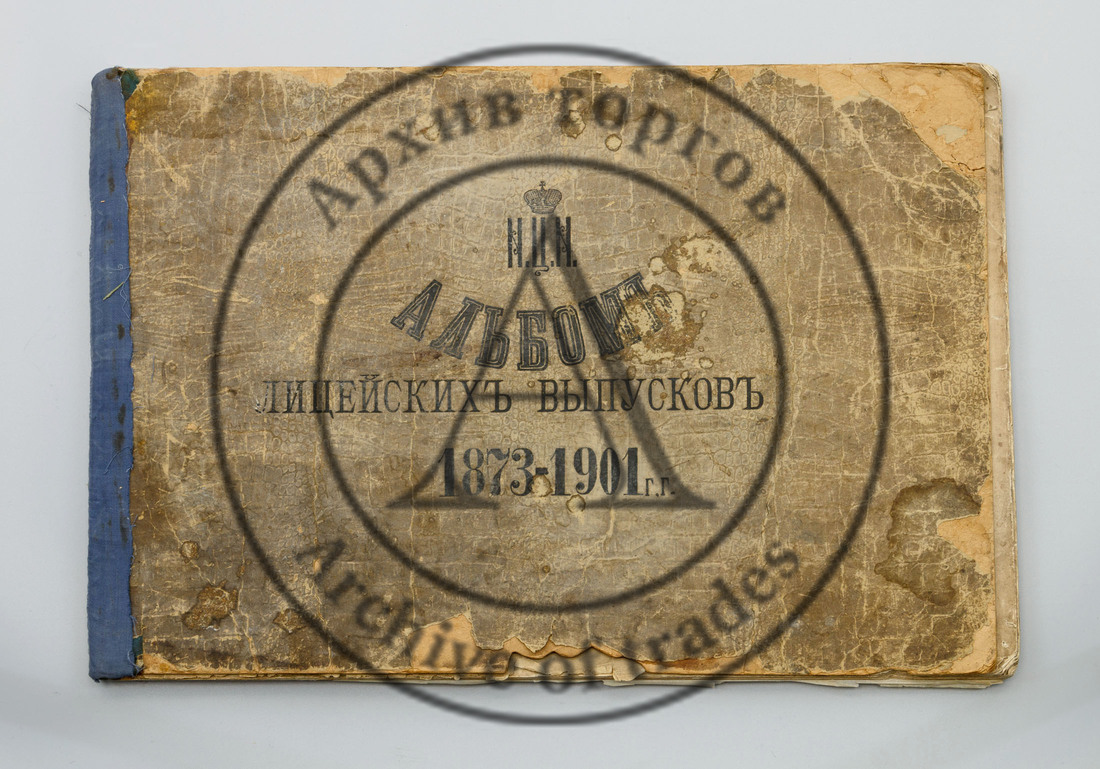 Архив торгов
Н.Ц.Н.
АЛЬБОМЪ
ЛИЦЕЙСКИХЪ ВЫПУСКОВЪ
1873-1901 г.г.
Archive of trades